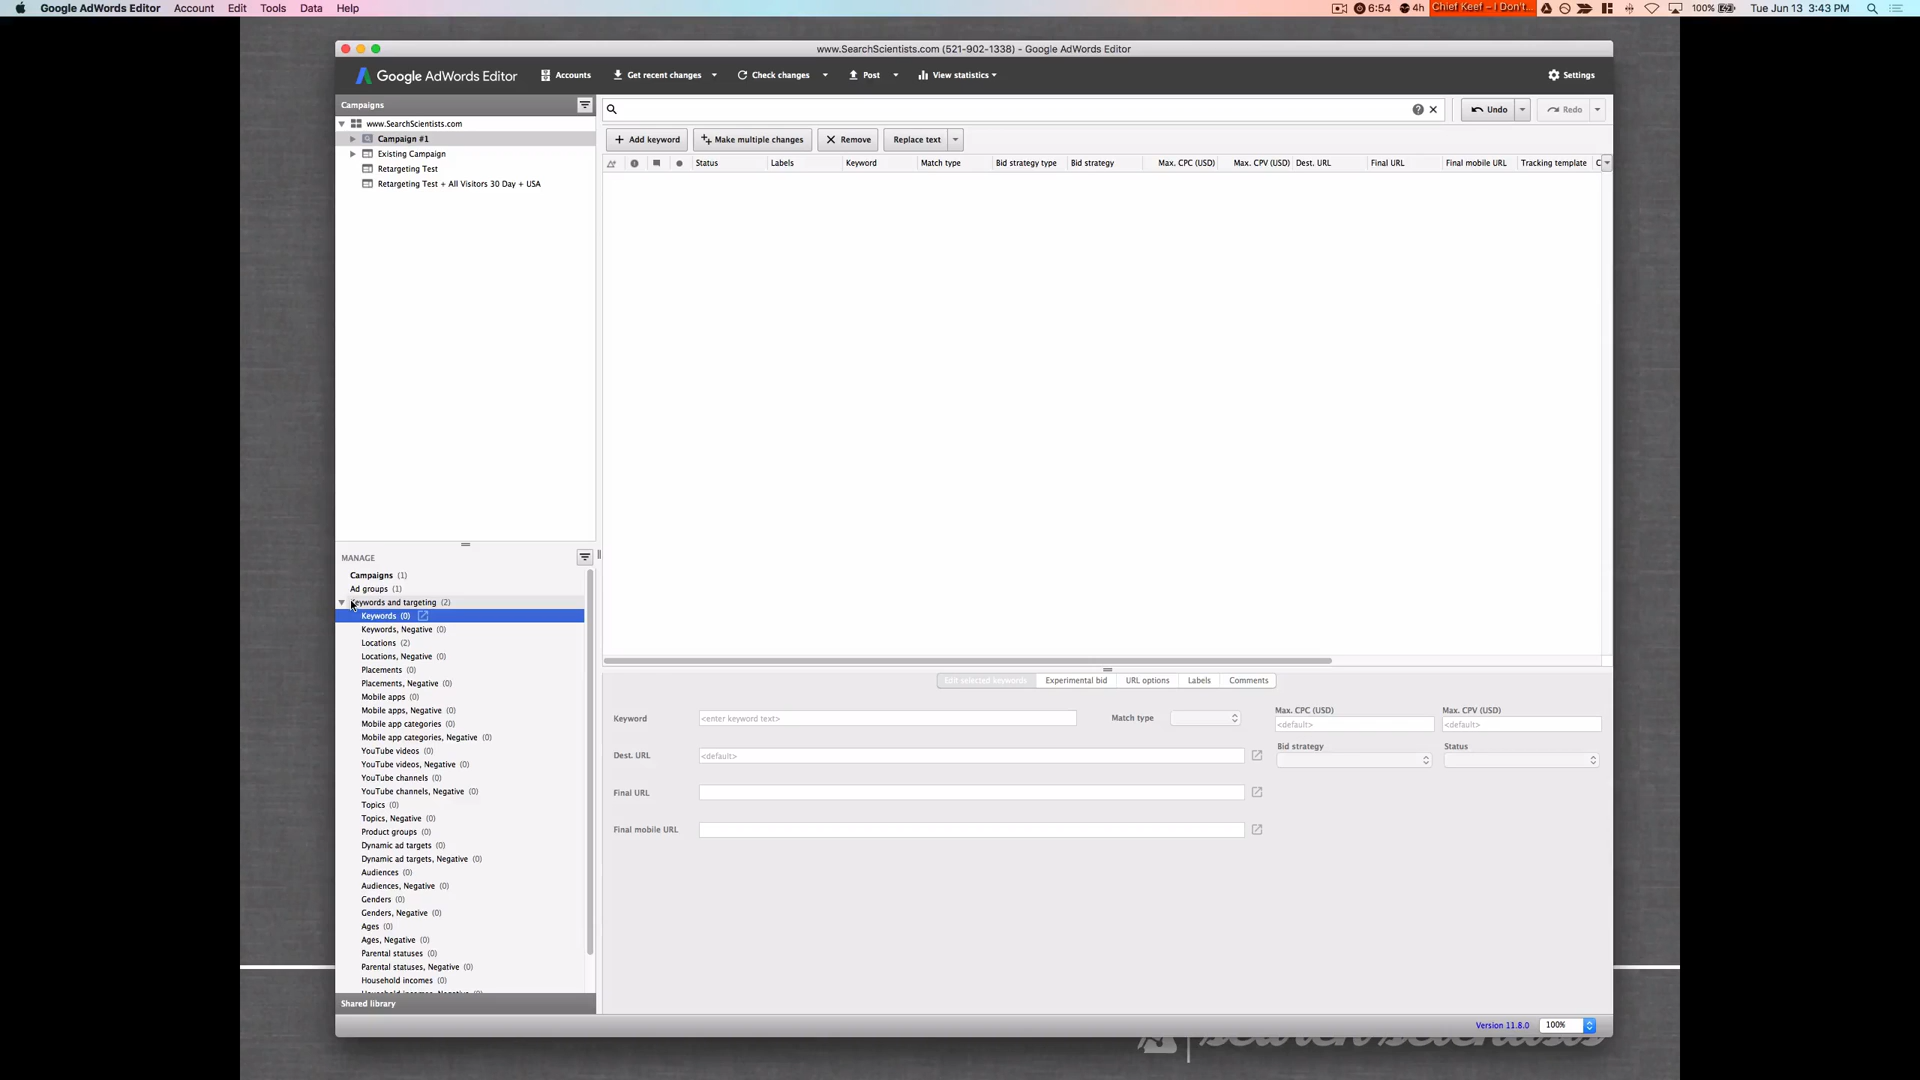 Google AdWords Editor Account Edit Tools Data Help 6:54 4h Chief Keef – I Don't... 100% Tue Jun 13 3:43 PM
www.SearchScientists.com (521-902-1338) - Google AdWords Editor
Google AdWords Editor Accounts Get recent changes Check changes Post View statistics Settings
Campaigns
Undo Redo
www.SearchScientists.com
Campaign #1
Existing Campaign
Retargeting Test
Retargeting Test + All Visitors 30 Day + USA
Add keyword Make multiple changes Remove Replace text
Status Labels Keyword Match type Bid strategy type Bid strategy Max. CPC (USD) Max. CPV (USD) Dest. URL Final URL Final mobile URL Tracking template C
MANAGE
Campaigns (1)
Ad groups (1)
Keywords and targeting (2)
Keywords (0)
Keywords, Negative (0)
Locations (2)
Locations, Negative (0)
Placements (0)
Placements, Negative (0)
Mobile apps (0)
Mobile apps, Negative (0)
Mobile app categories (0)
Mobile app categories, Negative (0)
YouTube videos (0)
YouTube videos, Negative (0)
YouTube channels (0)
YouTube channels, Negative (0)
Topics (0)
Topics, Negative (0)
Product groups (0)
Dynamic ad targets (0)
Dynamic ad targets, Negative (0)
Audiences (0)
Audiences, Negative (0)
Genders (0)
Genders, Negative (0)
Ages (0)
Ages, Negative (0)
Parental statuses (0)
Parental statuses, Negative (0)
Household incomes (0)
Shared library
Edit selected keywords Experimental bid URL options Labels Comments
Keyword <enter keyword text> Match type
Max. CPC (USD) Max. CPV (USD)
<default> <default>
Dest. URL <default>
Bid strategy Status
Final URL
Final mobile URL
Version 11.8.0 100%
search scientists